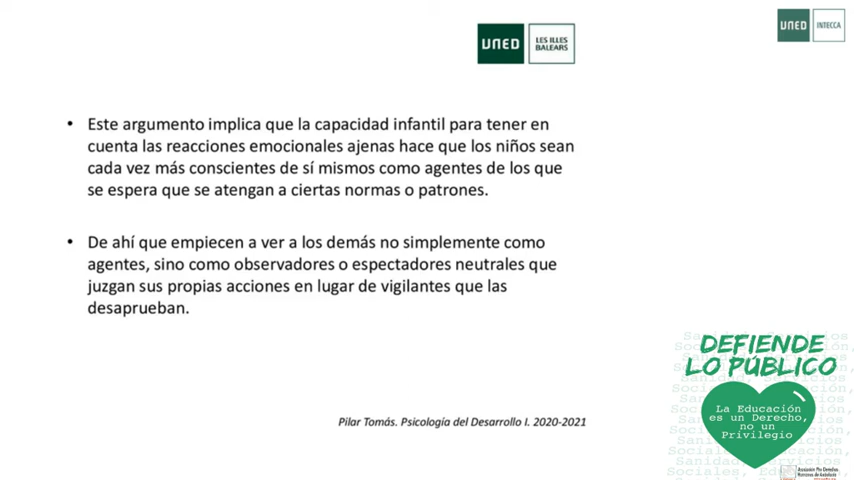 UNED
LES ILLES
BALEARS
UNED
INTECCA
• Este argumento implica que la capacidad infantil para tener en
cuenta las reacciones emocionales ajenas hace que los niños sean
cada vez más conscientes de sí mismos como agentes de los que
se espera que se atengan a ciertas normas o patrones.
• De ahí que empiecen a ver a los demás no simplemente como
agentes, sino como observadores o espectadores neutrales que
juzgan sus propias acciones en lugar de vigilantes que las
desaprueban.
Pilar Tomás. Psicología del Desarrollo I. 2020-2021
DEFIENDE
LO PÚBLICO
La Educación
es un Derecho,
no un
Privilegio